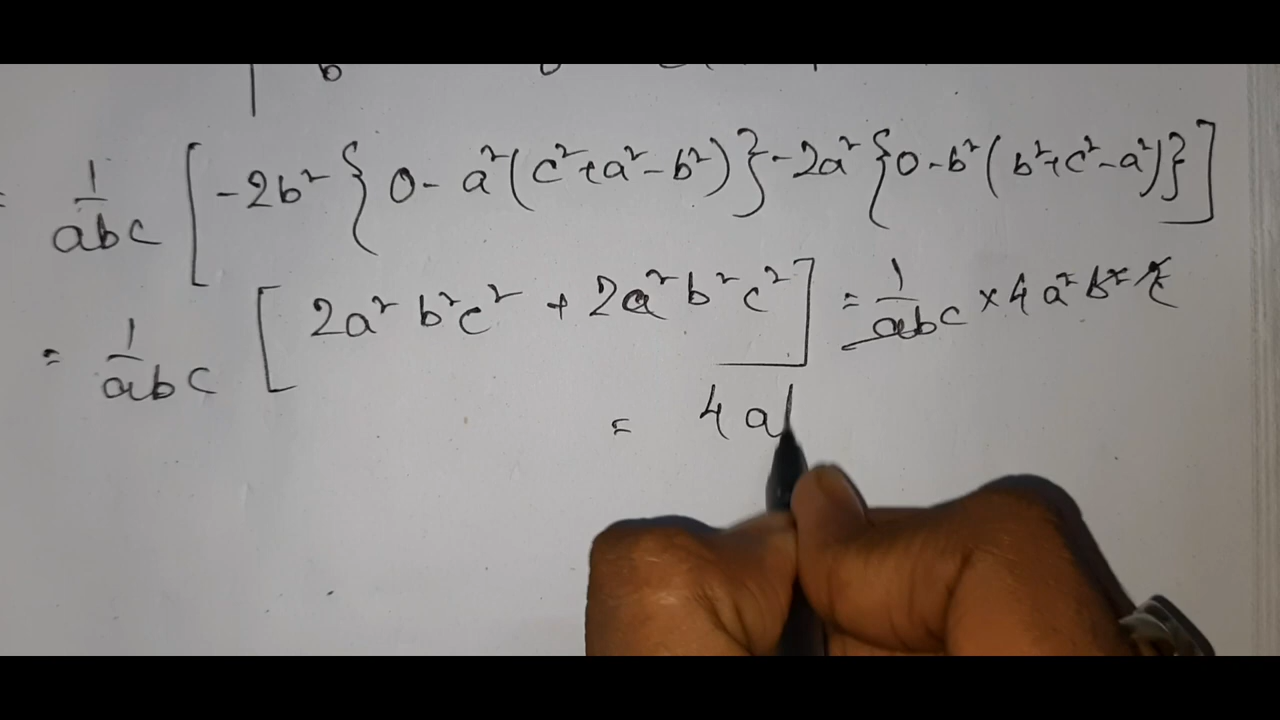 = 1/abc [-2b² {0 - a²(c²+a²-b²)} - 2a² {0 - b²(b²+c²-a²)}]
= 1/abc [2a²b²c² + 2a²b²c²] = 1/abc × 4a²b²c²
= 4ab